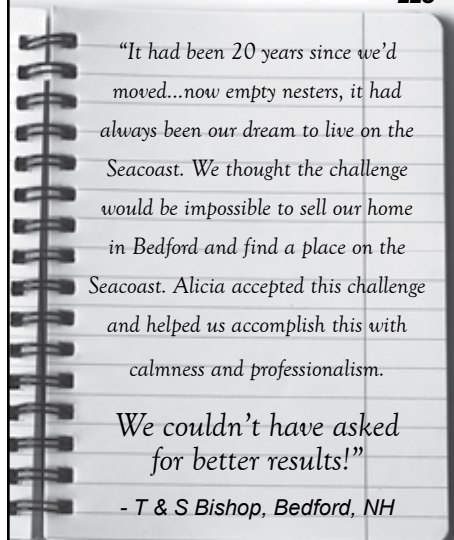 “It had been 20 years since we’d
moved...now empty nesters, it had
always been our dream to live on the
Seacoast. We thought the challenge
would be impossible to sell our home
in Bedford and find a place on the
Seacoast. Alicia accepted this challenge
and helped us accomplish this with
calmness and professionalism.
We couldn’t have asked
for better results!”
- T & S Bishop, Bedford, NH